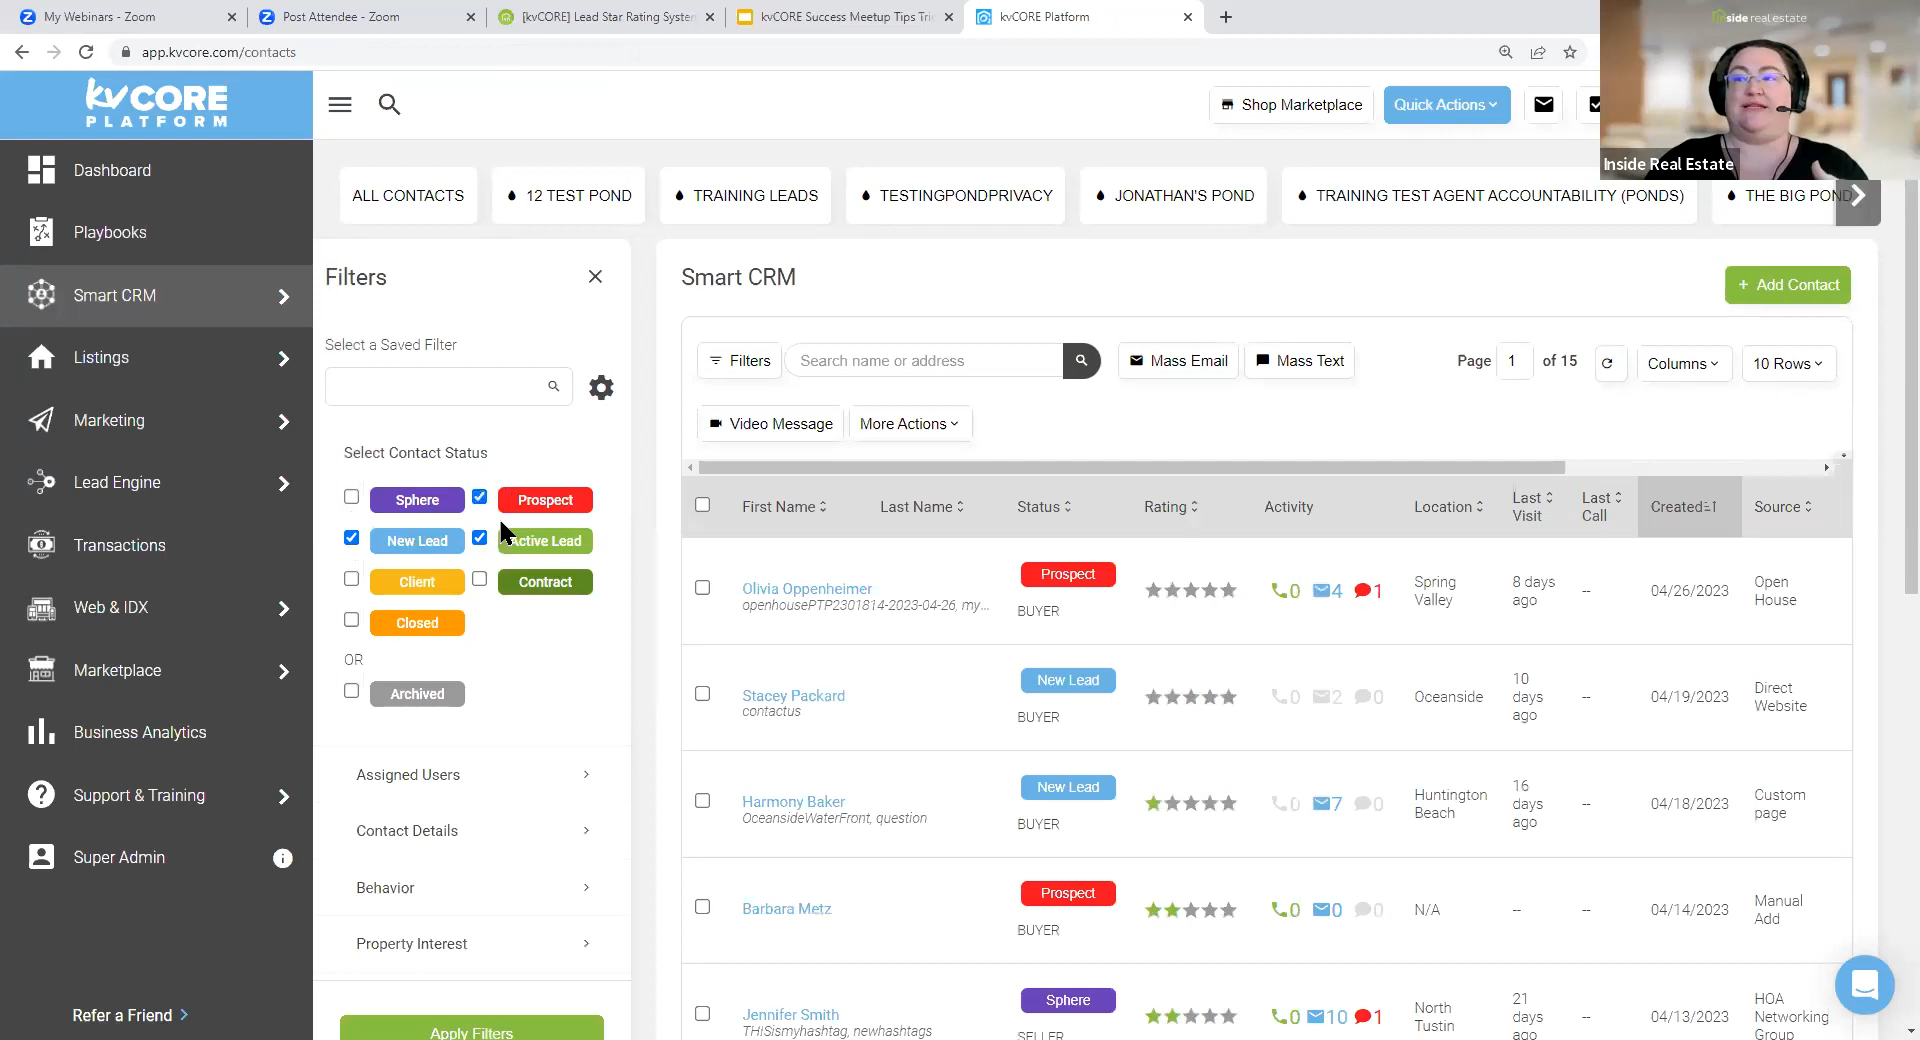 My Webinars - Zoom
Post Attendee - Zoom
[kvCORE] Lead Star Rating System
kvCORE Success Meetup Tips Tri
kvCORE Platform
app.kvcore.com/contacts
inside real estate
Inside Real Estate
kvCORE
PLATFORM
Shop Marketplace
Quick Actions
Dashboard
Playbooks
Smart CRM
Listings
Marketing
Lead Engine
Transactions
Web & IDX
Marketplace
Business Analytics
Support & Training
Super Admin
Refer a Friend
ALL CONTACTS
12 TEST POND
TRAINING LEADS
TESTINGPONDPRIVACY
JONATHAN'S POND
TRAINING TEST AGENT ACCOUNTABILITY (PONDS)
THE BIG POND
Filters
Select a Saved Filter
Select Contact Status
Sphere
Prospect
New Lead
Active Lead
Client
Contract
Closed
OR
Archived
Assigned Users
Contact Details
Behavior
Property Interest
Apply Filters
Smart CRM
+ Add Contact
Filters
Search name or address
Mass Email
Mass Text
Page 1 of 15
Columns
10 Rows
Video Message
More Actions
First Name
Last Name
Status
Rating
Activity
Location
Last
Visit
Last
Call
Created
Source
Olivia Oppenheimer
openhousePTP2301814-2023-04-26, my...
Prospect
BUYER
0 4 1
Spring
Valley
8 days
ago
--
04/26/2023
Open
House
Stacey Packard
contactus
New Lead
BUYER
0 2 0
Oceanside
10
days
ago
--
04/19/2023
Direct
Website
Harmony Baker
OceansideWaterFront, question
New Lead
BUYER
0 7 0
Huntington
Beach
16
days
ago
--
04/18/2023
Custom
page
Barbara Metz
Prospect
BUYER
0 0 0
N/A
--
--
04/14/2023
Manual
Add
Jennifer Smith
THISismyhashtag, newhashtags
Sphere
SELLER
0 10 1
North
Tustin
21
days
ago
--
04/13/2023
HOA
Networking
Group